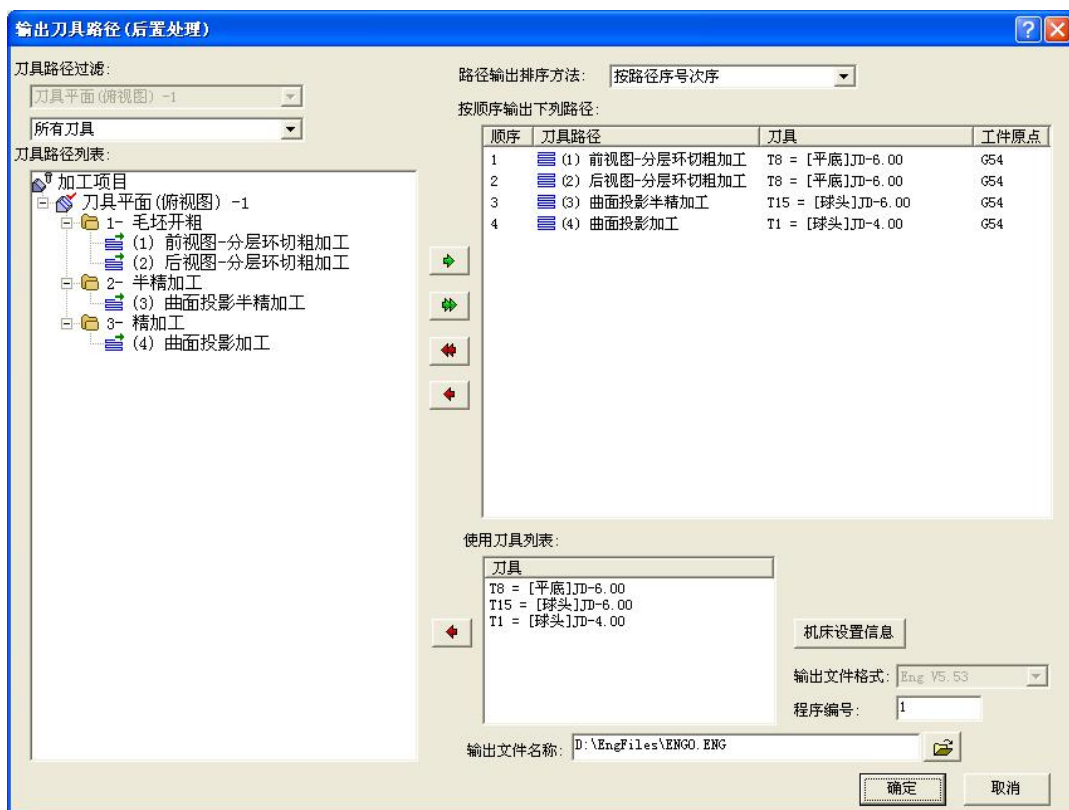 输出刀具路径(后置处理)
刀具路径过滤:
刀具平面(俯视图) -1
所有刀具
刀具路径列表:
加工项目
刀具平面(俯视图) -1
1- 毛坯开粗
(1) 前视图-分层环切粗加工
(2) 后视图-分层环切粗加工
2- 半精加工
(3) 曲面投影半精加工
3- 精加工
(4) 曲面投影加工
路径输出排序方法: 按路径序号次序
按顺序输出下列路径:
顺序 刀具路径 刀具 工件原点
1 (1) 前视图-分层环切粗加工 T8 = [平底]JD-6.00 G54
2 (2) 后视图-分层环切粗加工 T8 = [平底]JD-6.00 G54
3 (3) 曲面投影半精加工 T15 = [球头]JD-6.00 G54
4 (4) 曲面投影加工 T1 = [球头]JD-4.00 G54
使用刀具列表:
刀具
T8 = [平底]JD-6.00
T15 = [球头]JD-6.00
T1 = [球头]JD-4.00
机床设置信息
输出文件格式: Eng V5.53
程序编号: 1
输出文件名称: D:\EngFiles\ENG0.ENG
确定 取消